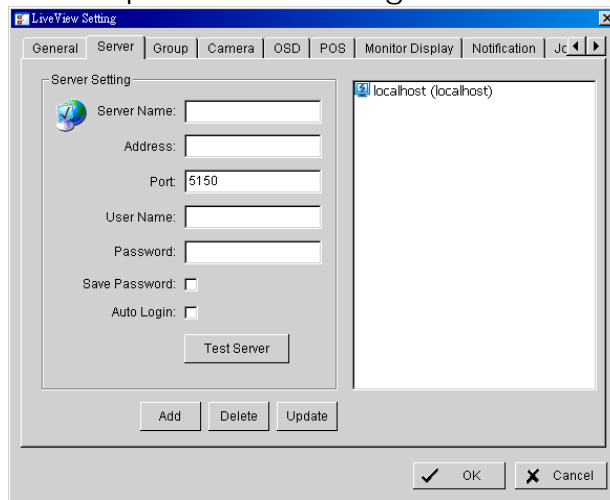 LiveView Setting
General Server Group Camera OSD POS Monitor Display Notification
Server Setting
localhost (localhost)
Server Name:
Address:
Port: 5150
User Name:
Password:
Save Password:
Auto Login:
Test Server
Add Delete Update
OK Cancel